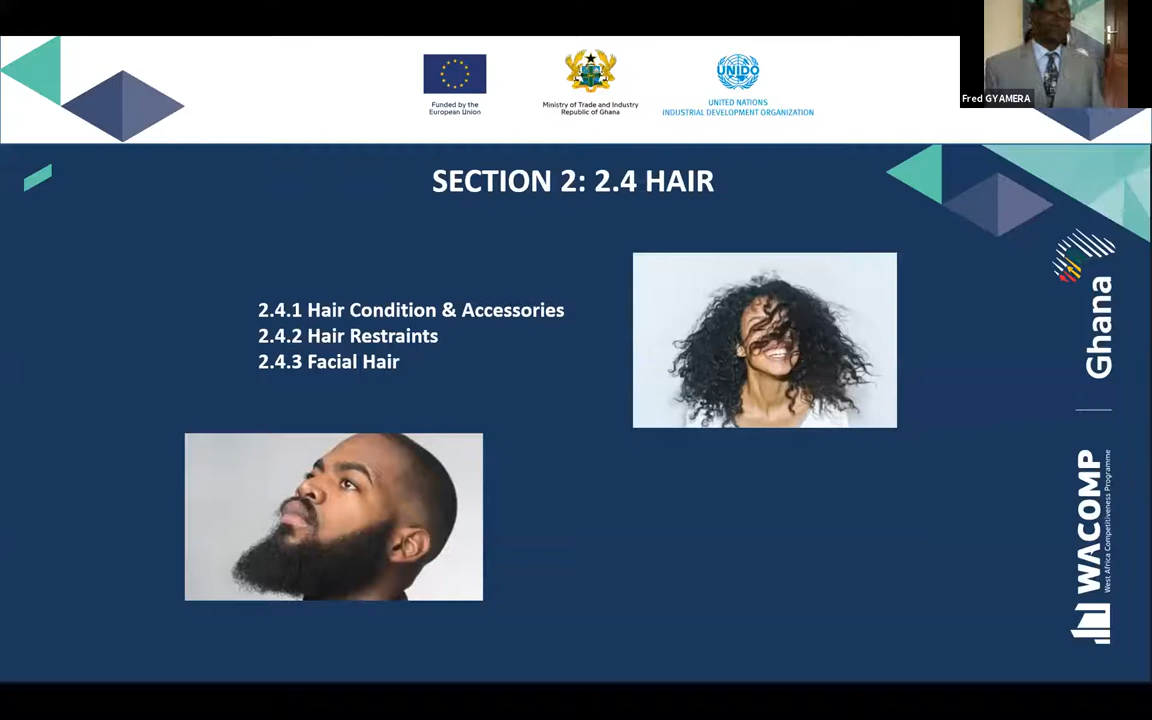 Funded by the
European Union
Ministry of Trade and Industry
Republic of Ghana
UNIDO
UNITED NATIONS
INDUSTRIAL DEVELOPMENT ORGANIZATION
Fred GYAMERA
SECTION 2: 2.4 HAIR
2.4.1 Hair Condition & Accessories
2.4.2 Hair Restraints
2.4.3 Facial Hair
Ghana
WACOMP
West Africa Competitiveness Programme